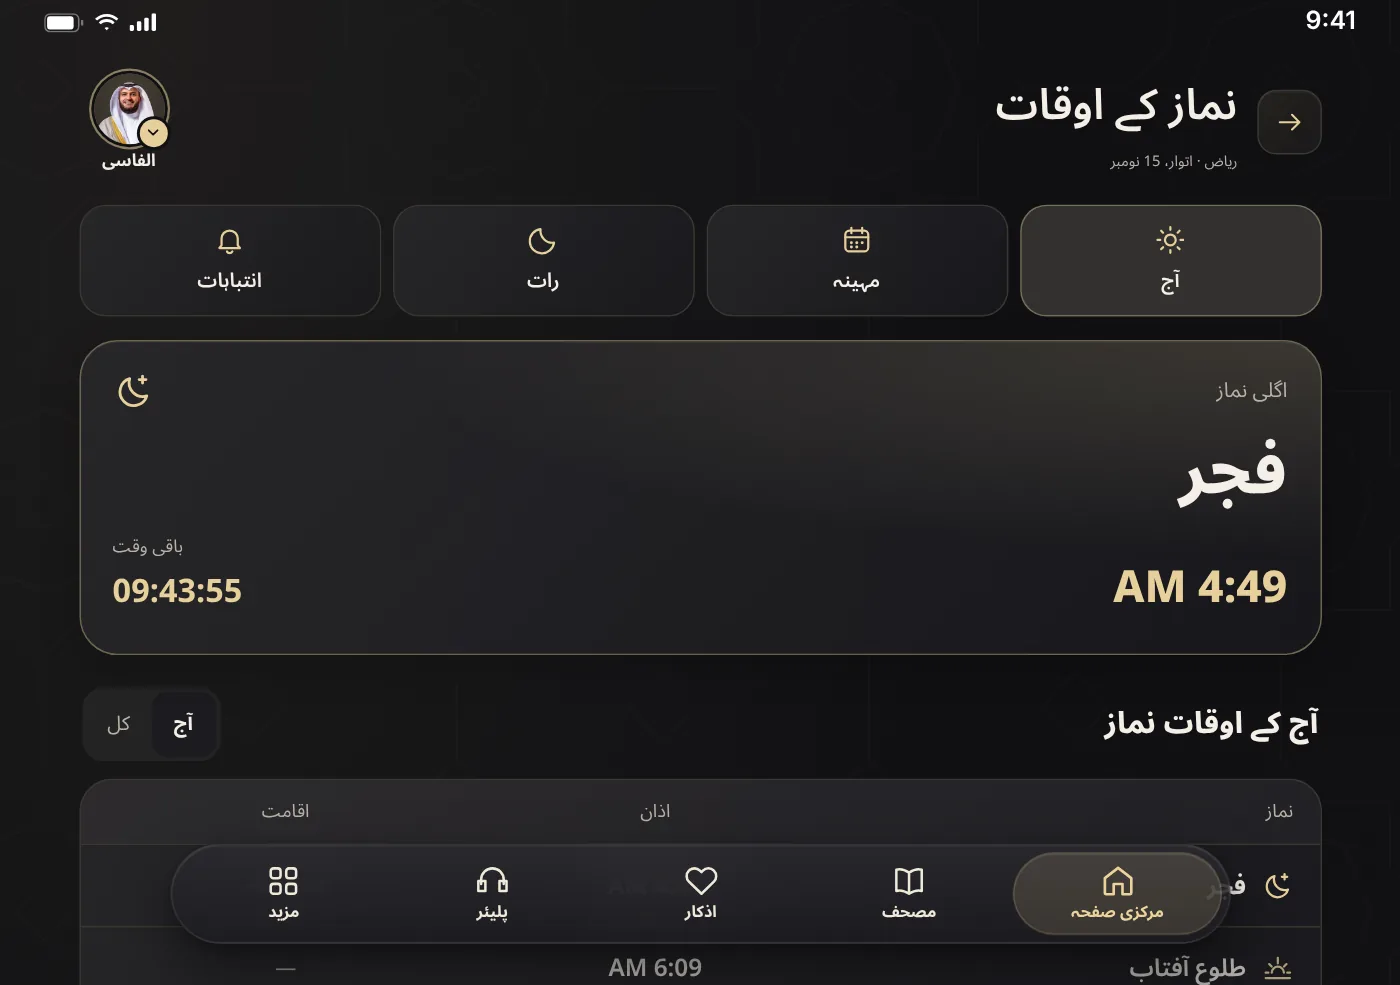 9:41
نماز کے اوقات
ریاض · اتوار، 15 نومبر
الفاسی
آج
مہینہ
رات
انتباہات
اگلی نماز
فجر
4:49 AM
باقی وقت
09:43:55
آج کے اوقات نماز
آج
کل
نماز
اذان
اقامت
فجر
مرکزی صفحہ
مصحف
اذکار
پلیئر
مزید
طلوع آفتاب
6:09 AM
—